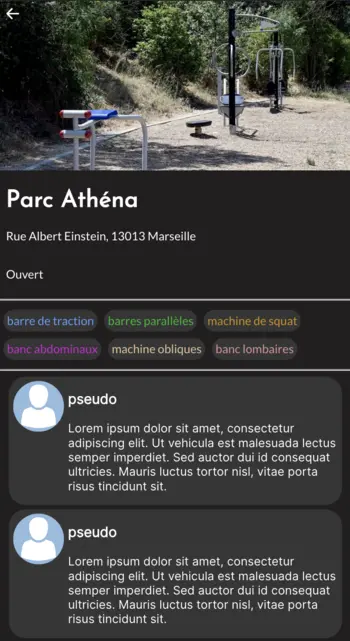 Parc Athéna
Rue Albert Einstein, 13013 Marseille
Ouvert
barre de traction barres parallèles machine de squat
banc abdominaux machine obliques banc lombaires
pseudo
Lorem ipsum dolor sit amet, consectetur
adipiscing elit. Ut vehicula est malesuada lectus
semper imperdiet. Sed auctor dui id consequat
ultricies. Mauris luctus tortor nisl, vitae porta
risus tincidunt sit.
pseudo
Lorem ipsum dolor sit amet, consectetur
adipiscing elit. Ut vehicula est malesuada lectus
semper imperdiet. Sed auctor dui id consequat
ultricies. Mauris luctus tortor nisl, vitae porta
risus tincidunt sit.